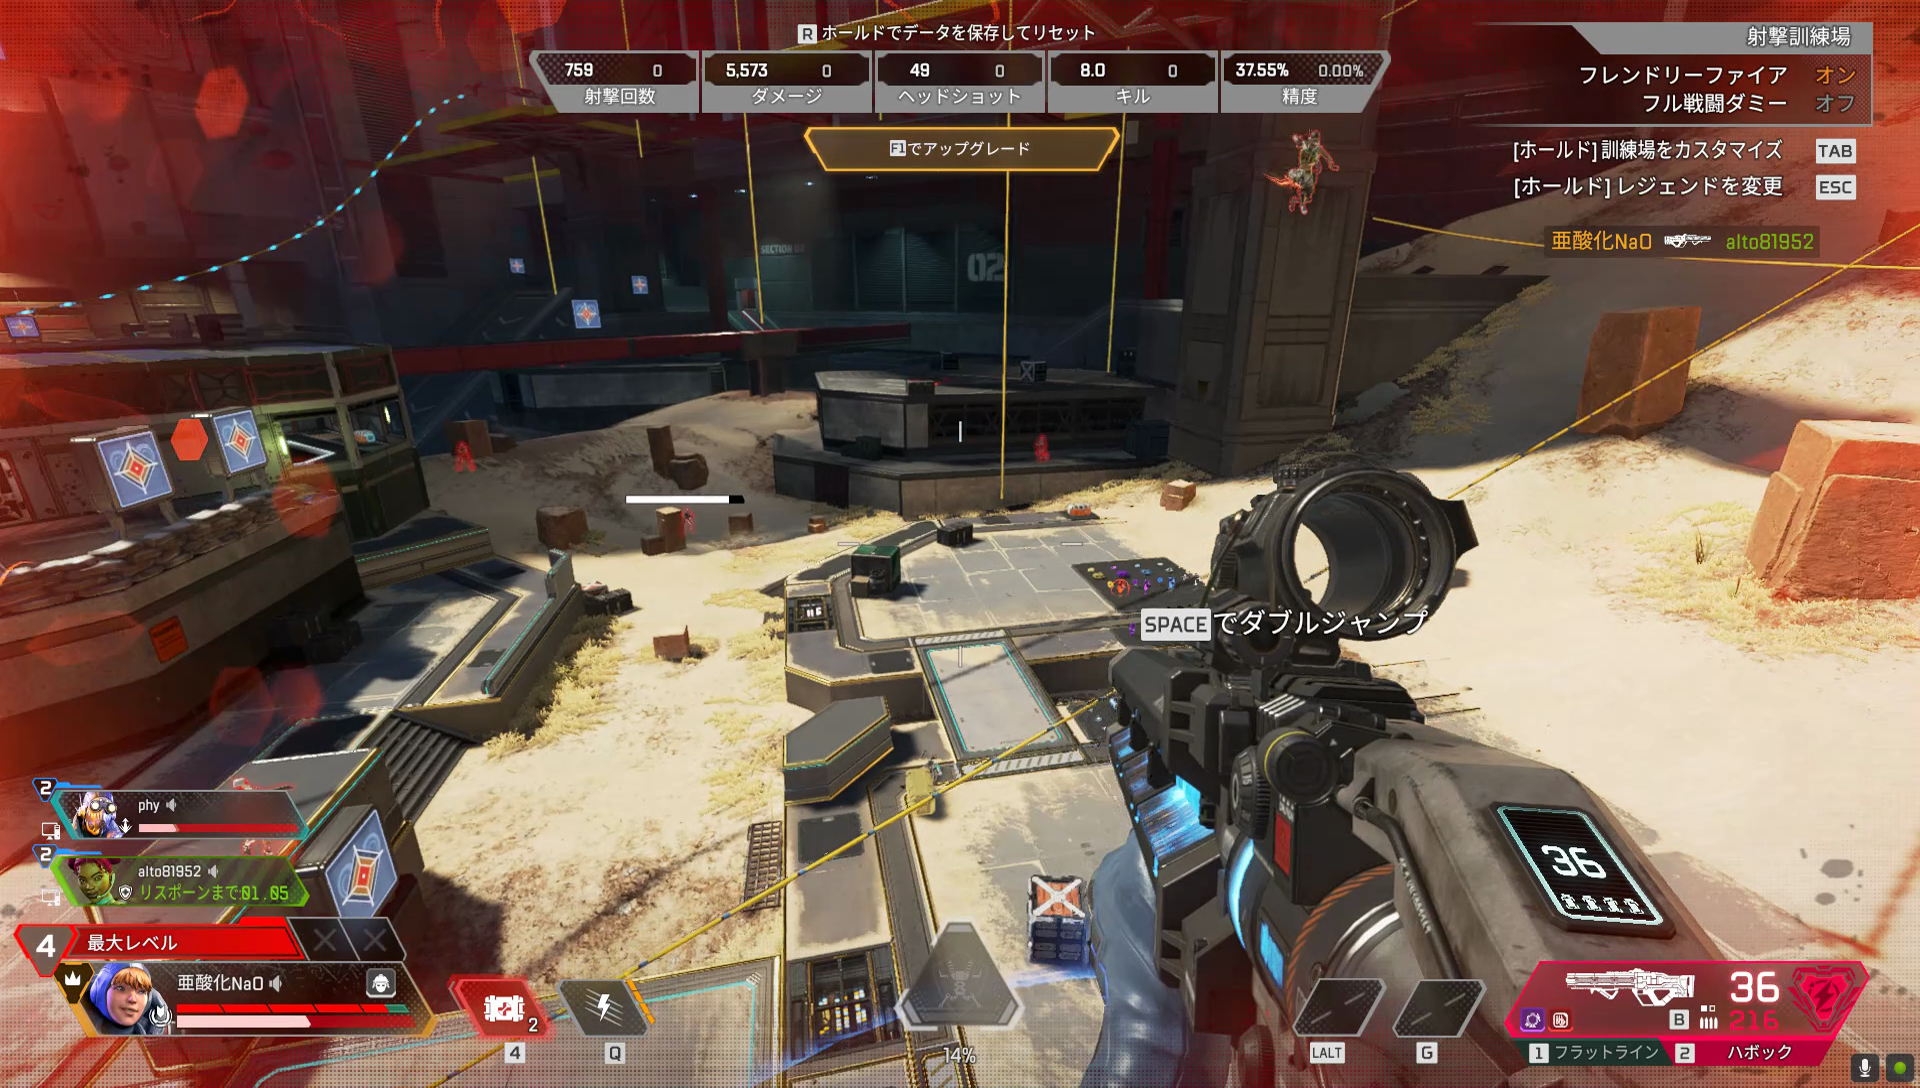 R ホールドでデータを保存してリセット
759 0
射撃回数
5,573 0
ダメージ
49 0
ヘッドショット
8.0 0
キル
37.55% 0.00%
精度
F1でアップグレード
射撃訓練場
フレンドリーファイア オン
フル戦闘ダミー オフ
[ホールド]訓練場をカスタマイズ TAB
[ホールド]レジェンドを変更 ESC
亜酸化NaO alto81952
SECTION 02
02
SPACEでダブルジャンプ
36
2
phy
2
alto81952
リスポーンまで:01.05
4 最大レベル
亜酸化NaO
2
4
Q
14%
LALT
G
36
B 216
1 フラットライン 2 ハボック